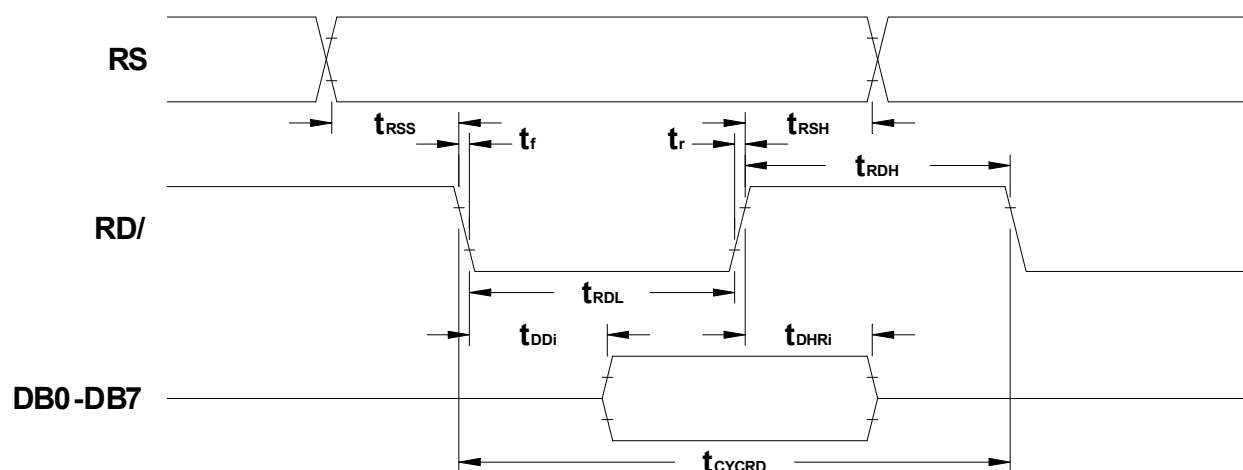 RS
tRSS
tRSH
tf
tr
tRDH
RD/
tRDL
tDDi
tDHRi
DB0-DB7
tCYCRD